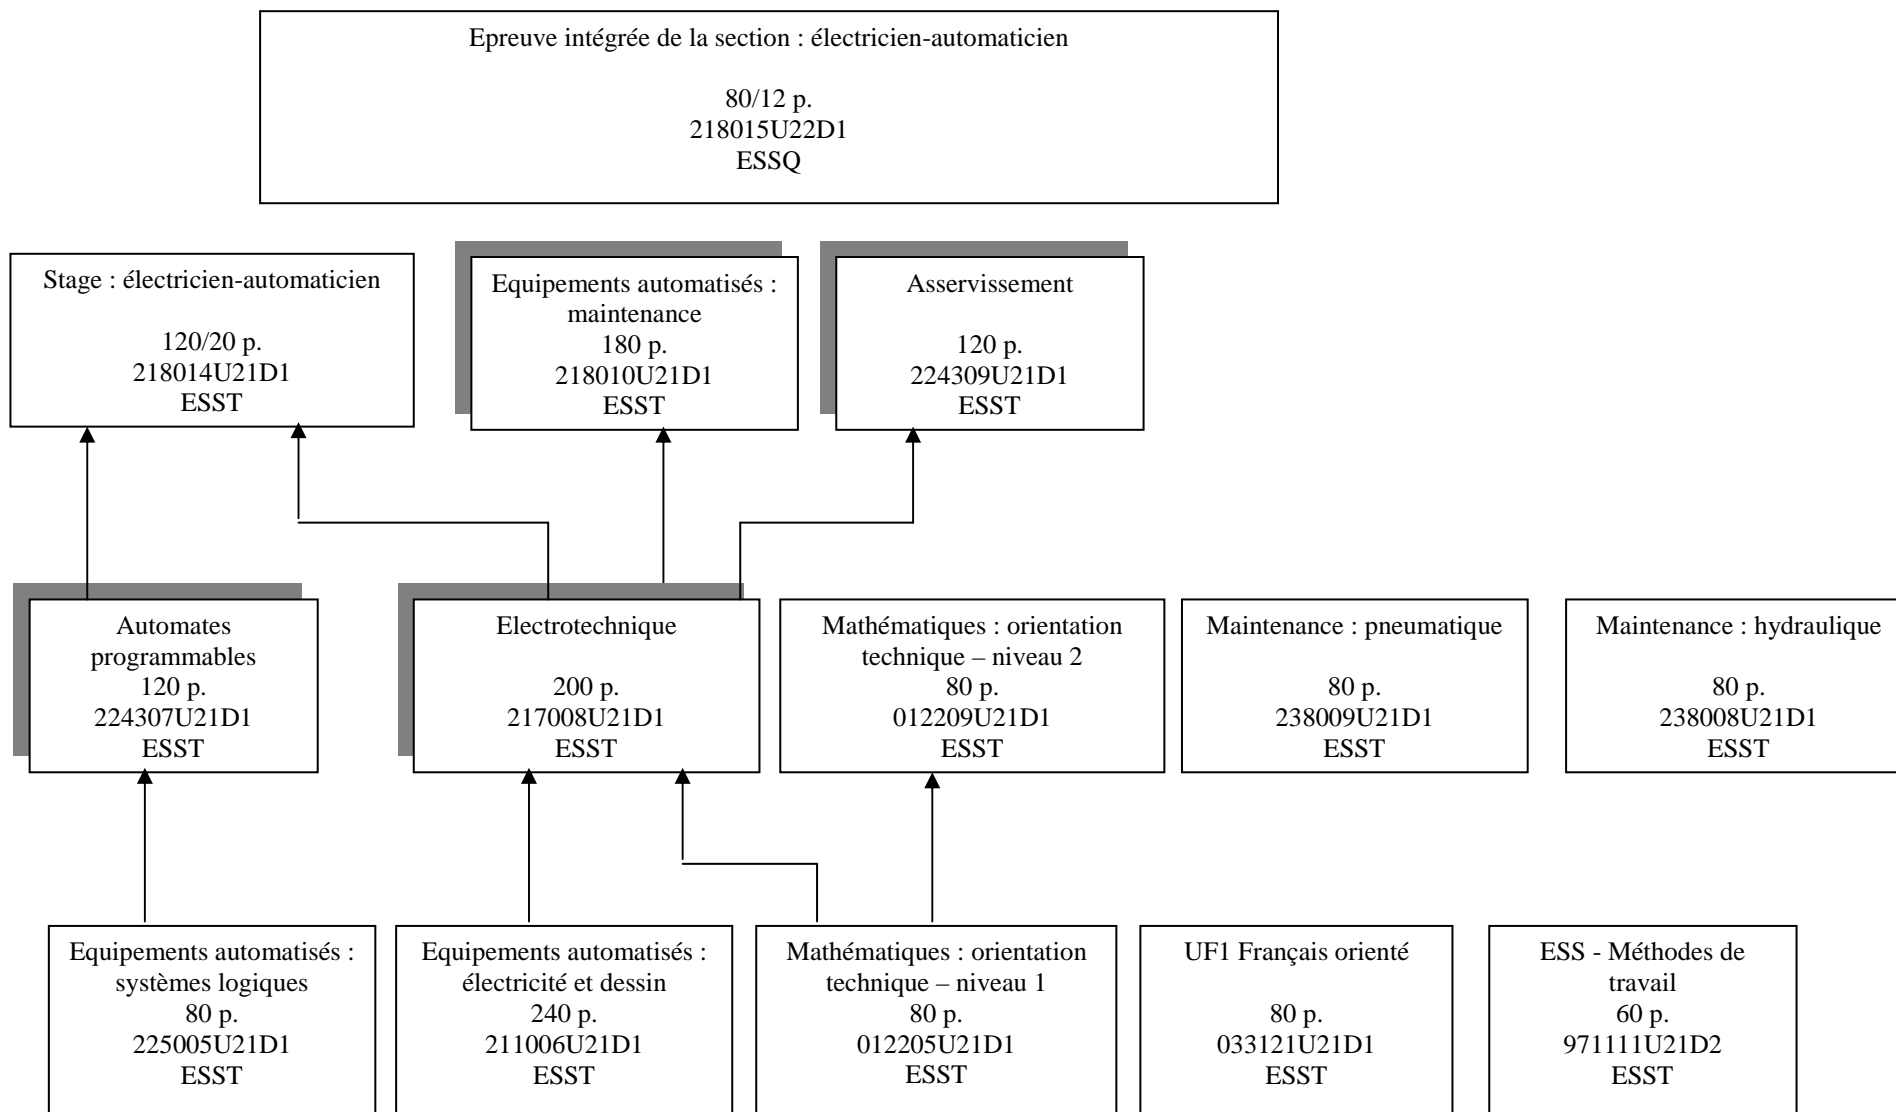 Epreuve intégrée de la section : électricien-automaticien
80/12 p.
218015U22D1
ESSQ
Stage : électricien-automaticien
120/20 p.
218014U21D1
ESST
Equipements automatisés :
maintenance
180 p.
218010U21D1
ESST
Asservissement
120 p.
224309U21D1
ESST
Automates
programmables
120 p.
224307U21D1
ESST
Electrotechnique
200 p.
217008U21D1
ESST
Mathématiques : orientation
technique – niveau 2
80 p.
012209U21D1
ESST
Maintenance : pneumatique
80 p.
238009U21D1
ESST
Maintenance : hydraulique
80 p.
238008U21D1
ESST
Equipements automatisés :
systèmes logiques
80 p.
225005U21D1
ESST
Equipements automatisés :
électricité et dessin
240 p.
211006U21D1
ESST
Mathématiques : orientation
technique – niveau 1
80 p.
012205U21D1
ESST
UF1 Français orienté
80 p.
033121U21D1
ESST
ESS - Méthodes de
travail
60 p.
971111U21D2
ESST